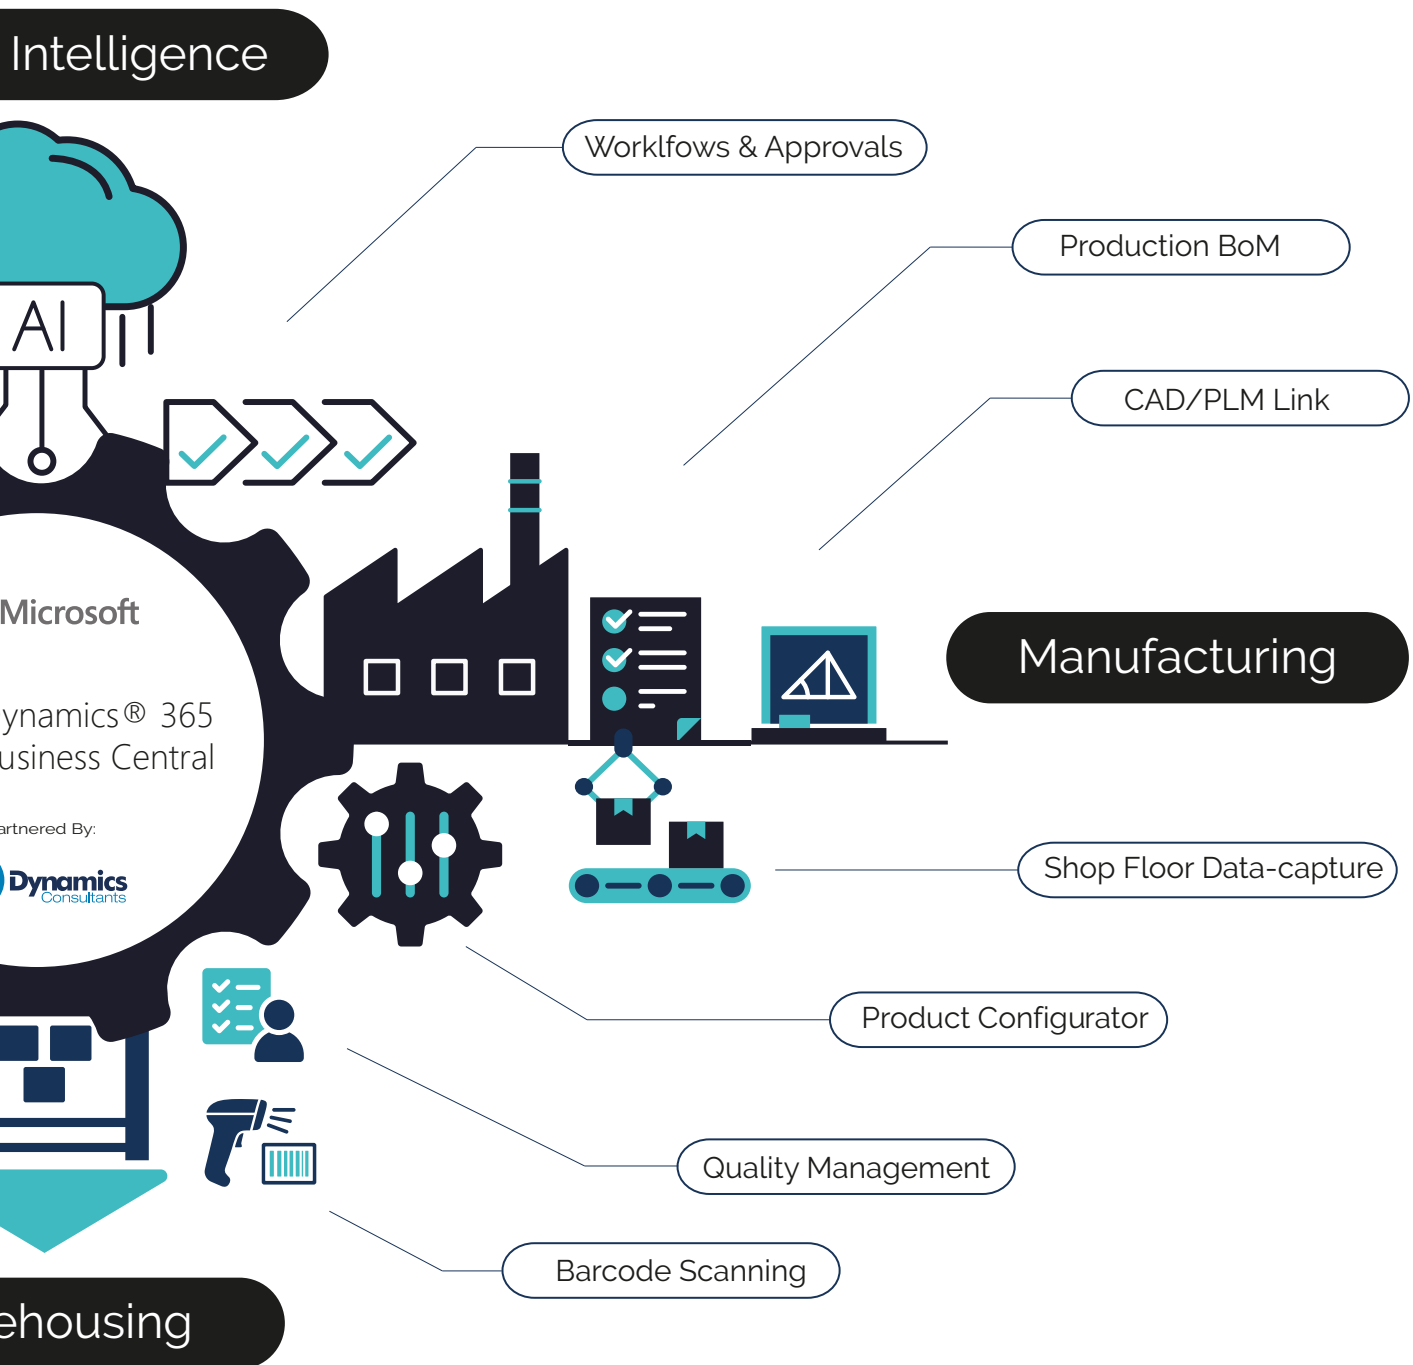 Intelligence
Worklfows & Approvals
Production BoM
AI
CAD/PLM Link
Microsoft
Manufacturing
ynamics® 365
usiness Central
artnered By:
Dynamics
Consultants
Shop Floor Data-capture
Product Configurator
Quality Management
Barcode Scanning
ehousing